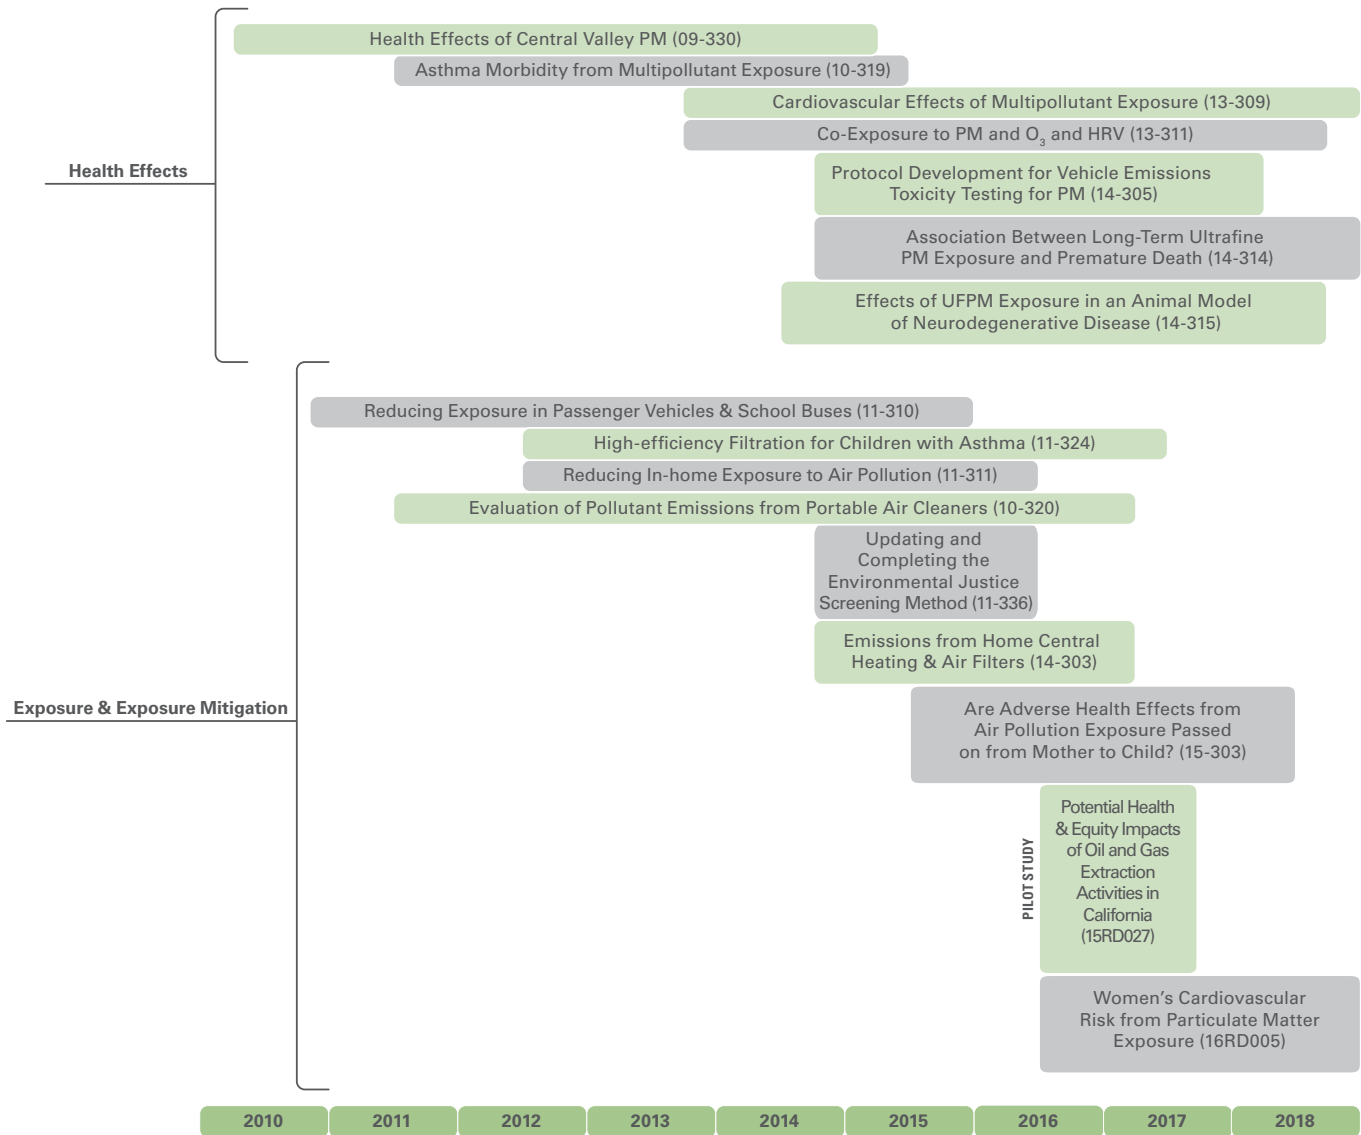 Health Effects of Central Valley PM (09-330)
Asthma Morbidity from Multipollutant Exposure (10-319)
Cardiovascular Effects of Multipollutant Exposure (13-309)
Co-Exposure to PM and O₃ and HRV (13-311)
Health Effects
Protocol Development for Vehicle Emissions
Toxicity Testing for PM (14-305)
Association Between Long-Term Ultrafine
PM Exposure and Premature Death (14-314)
Effects of UFPM Exposure in an Animal Model
of Neurodegenerative Disease (14-315)
Reducing Exposure in Passenger Vehicles & School Buses (11-310)
High-efficiency Filtration for Children with Asthma (11-324)
Reducing In-home Exposure to Air Pollution (11-311)
Evaluation of Pollutant Emissions from Portable Air Cleaners (10-320)
Updating and
Completing the
Environmental Justice
Screening Method (11-336)
Emissions from Home Central
Heating & Air Filters (14-303)
Exposure & Exposure Mitigation
Are Adverse Health Effects from
Air Pollution Exposure Passed
on from Mother to Child? (15-303)
PILOT STUDY
Potential Health
& Equity Impacts
of Oil and Gas
Extraction
Activities in
California
(15RD027)
Women's Cardiovascular
Risk from Particulate Matter
Exposure (16RD005)
2010 2011 2012 2013 2014 2015 2016 2017 2018